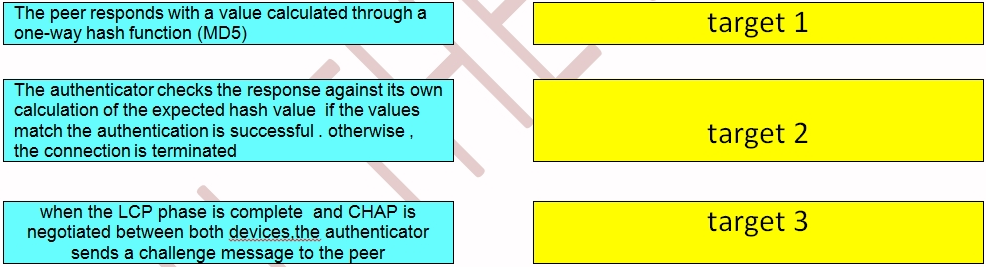 The peer responds with a value calculated through a
one-way hash function (MD5)
target 1
The authenticator checks the response against its own
calculation of the expected hash value if the values
match the authentication is successful . otherwise ,
the connection is terminated
target 2
when the LCP phase is complete and CHAP is
negotiated between both devices,the authenticator
sends a challenge message to the peer
target 3
THE